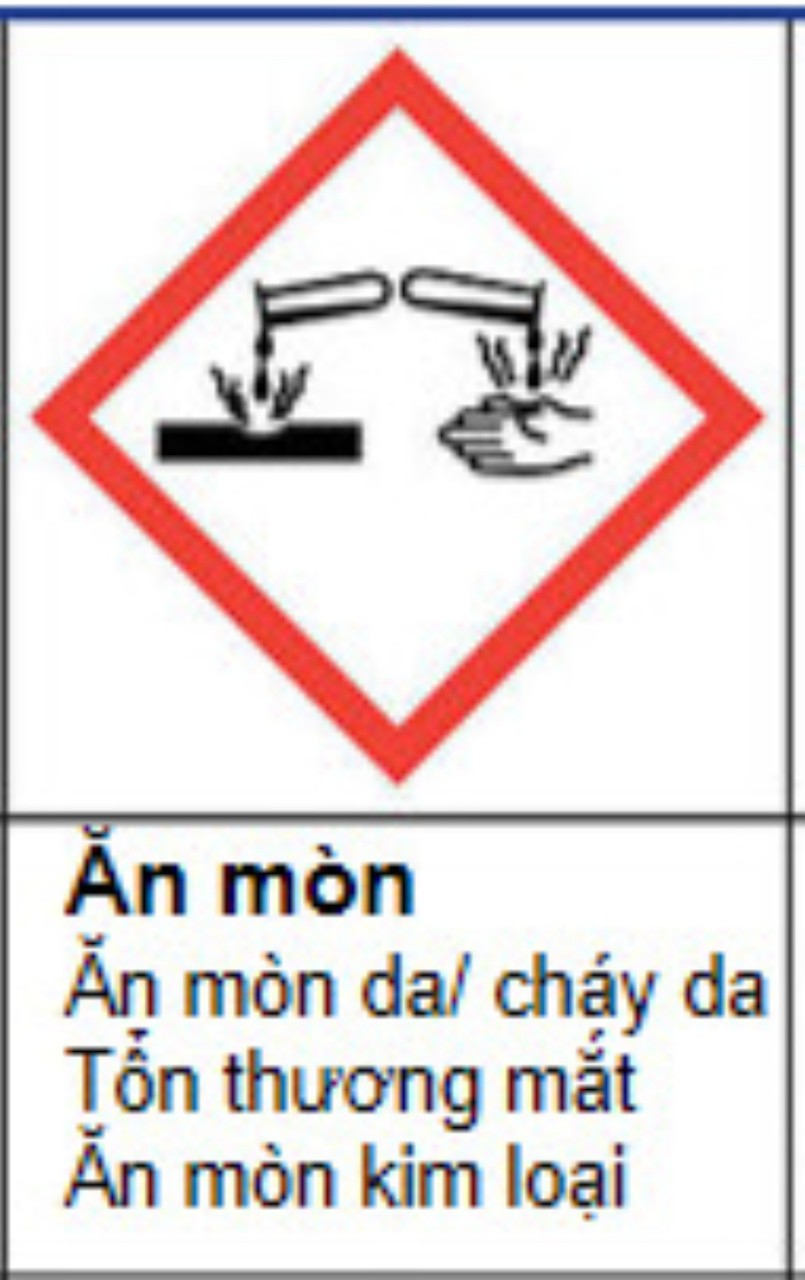 Ăn mòn
Ăn mòn da/ cháy da
Tổn thương mắt
Ăn mòn kim loại